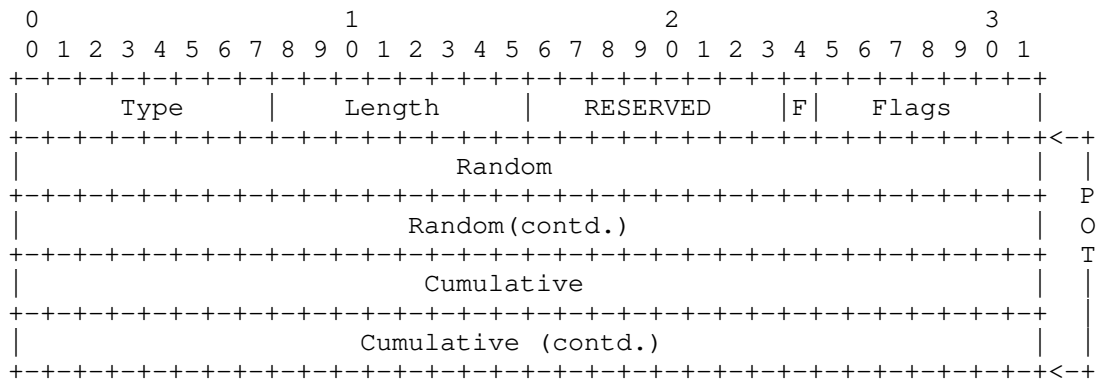 0                   1                   2                   3
 0 1 2 3 4 5 6 7 8 9 0 1 2 3 4 5 6 7 8 9 0 1 2 3 4 5 6 7 8 9 0 1
+-+-+-+-+-+-+-+-+-+-+-+-+-+-+-+-+-+-+-+-+-+-+-+-+-+-+-+-+-+-+-+-+
|      Type     |    Length     |   RESERVED    |F|   Flags     |
+-+-+-+-+-+-+-+-+-+-+-+-+-+-+-+-+-+-+-+-+-+-+-+-+-+-+-+-+-+-+-+-+<-+
|                           Random                              |  |
+-+-+-+-+-+-+-+-+-+-+-+-+-+-+-+-+-+-+-+-+-+-+-+-+-+-+-+-+-+-+-+-+  P
|                        Random(contd.)                         |  O
+-+-+-+-+-+-+-+-+-+-+-+-+-+-+-+-+-+-+-+-+-+-+-+-+-+-+-+-+-+-+-+-+  T
|                         Cumulative                            |  |
+-+-+-+-+-+-+-+-+-+-+-+-+-+-+-+-+-+-+-+-+-+-+-+-+-+-+-+-+-+-+-+-+  |
|                     Cumulative (contd.)                       |  |
+-+-+-+-+-+-+-+-+-+-+-+-+-+-+-+-+-+-+-+-+-+-+-+-+-+-+-+-+-+-+-+-+<-+